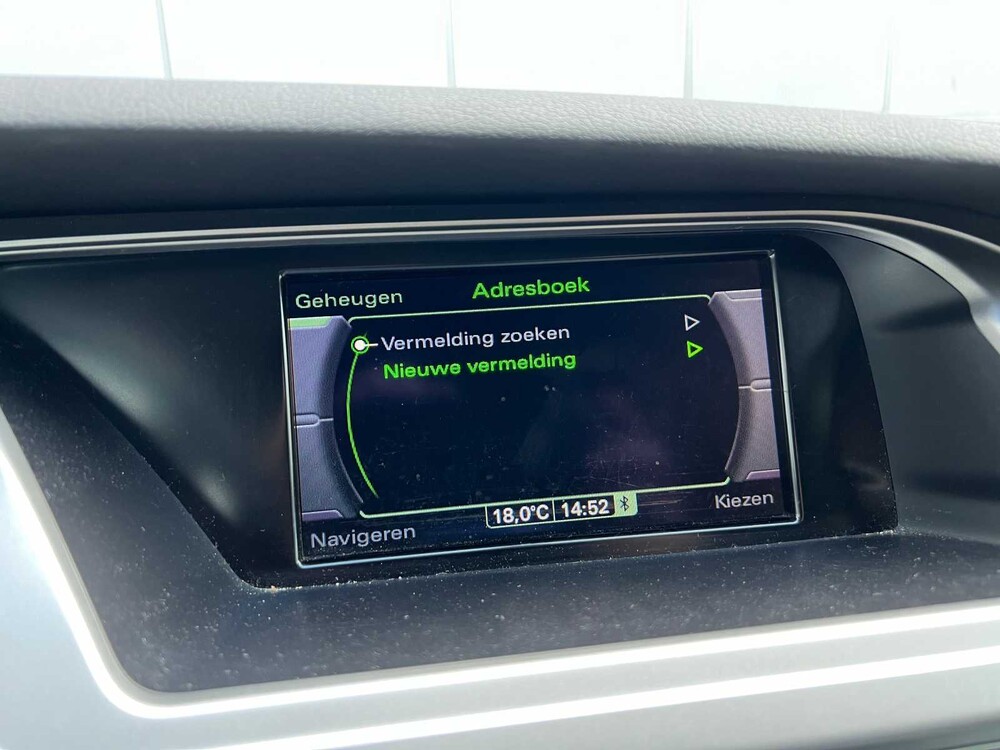 Geheugen
Adresboek
Vermelding zoeken
Nieuwe vermelding
Navigeren
18,0°C 14:52
Kiezen